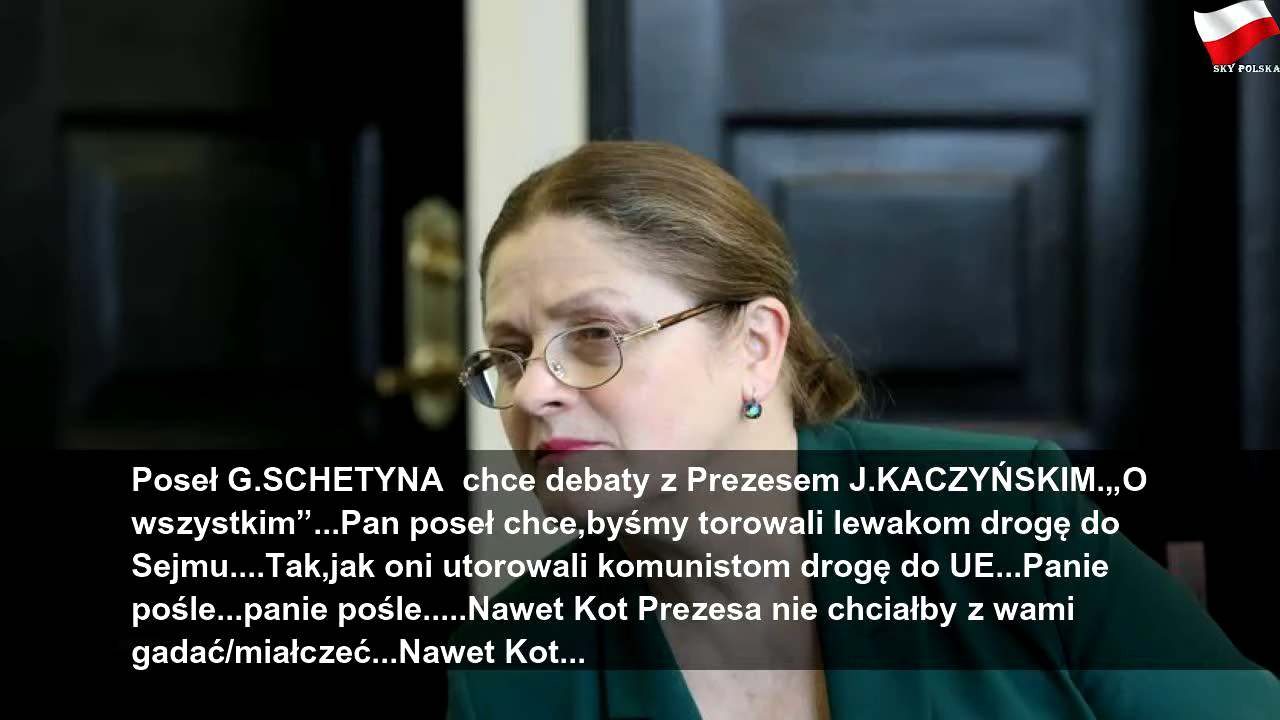 SKY POLSKA
Poseł G.SCHETYNA  chce debaty z Prezesem J.KACZYŃSKIM.„O
wszystkim”...Pan poseł chce,byśmy torowali lewakom drogę do
Sejmu....Tak,jak oni utorowali komunistom drogę do UE...Panie
pośle...panie pośle.....Nawet Kot Prezesa nie chciałby z wami
gadać/miałczeć...Nawet Kot...